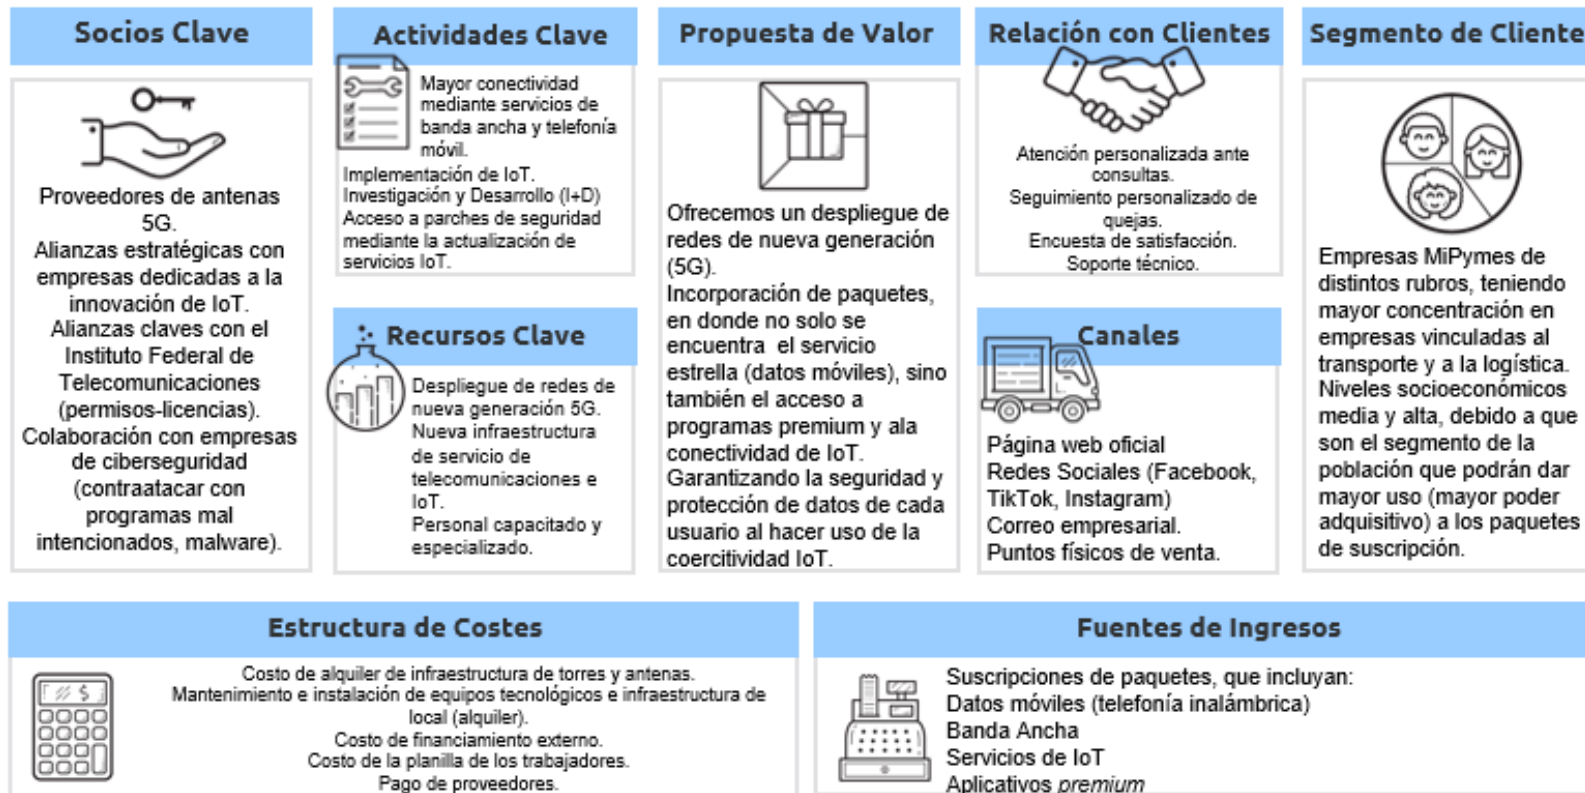 Socios Clave
Proveedores de antenas
5G.
Alianzas estratégicas con
empresas dedicadas a la
innovación de IoT.
Alianzas claves con el
Instituto Federal de
Telecomunicaciones
(permisos-licencias).
Colaboración con empresas
de ciberseguridad
(contraatacar con
programas mal
intencionados, malware).
Actividades Clave
Mayor conectividad
mediante servicios de
banda ancha y telefonía
móvil.
Implementación de IoT.
Investigación y Desarrollo (I+D)
Acceso a parches de seguridad
mediante la actualización de
servicios IoT.
Recursos Clave
Despliegue de redes de
nueva generación 5G.
Nueva infraestructura
de servicio de
telecomunicaciones e
IoT.
Personal capacitado y
especializado.
Propuesta de Valor
Ofrecemos un despliegue de
redes de nueva generación
(5G).
Incorporación de paquetes,
en donde no solo se
encuentra el servicio
estrella (datos móviles), sino
también el acceso a
programas premium y ala
conectividad de IoT.
Garantizando la seguridad y
protección de datos de cada
usuario al hacer uso de la
coercitividad IoT.
Relación con Clientes
Atención personalizada ante
consultas.
Seguimiento personalizado de
quejas.
Encuesta de satisfacción.
Soporte técnico.
Canales
Página web oficial
Redes Sociales (Facebook,
TikTok, Instagram)
Correo empresarial.
Puntos físicos de venta.
Segmento de Cliente
Empresas MiPymes de
distintos rubros, teniendo
mayor concentración en
empresas vinculadas al
transporte y a la logística.
Niveles socioeconómicos
media y alta, debido a que
son el segmento de la
población que podrán dar
mayor uso (mayor poder
adquisitivo) a los paquetes
de suscripción.
Estructura de Costes
$
Costo de alquiler de infraestructura de torres y antenas.
Mantenimiento e instalación de equipos tecnológicos e infraestructura de
local (alquiler).
Costo de financiamiento externo.
Costo de la planilla de los trabajadores.
Pago de proveedores.
Fuentes de Ingresos
Suscripciones de paquetes, que incluyan:
Datos móviles (telefonía inalámbrica)
Banda Ancha
Servicios de IoT
Aplicativos premium